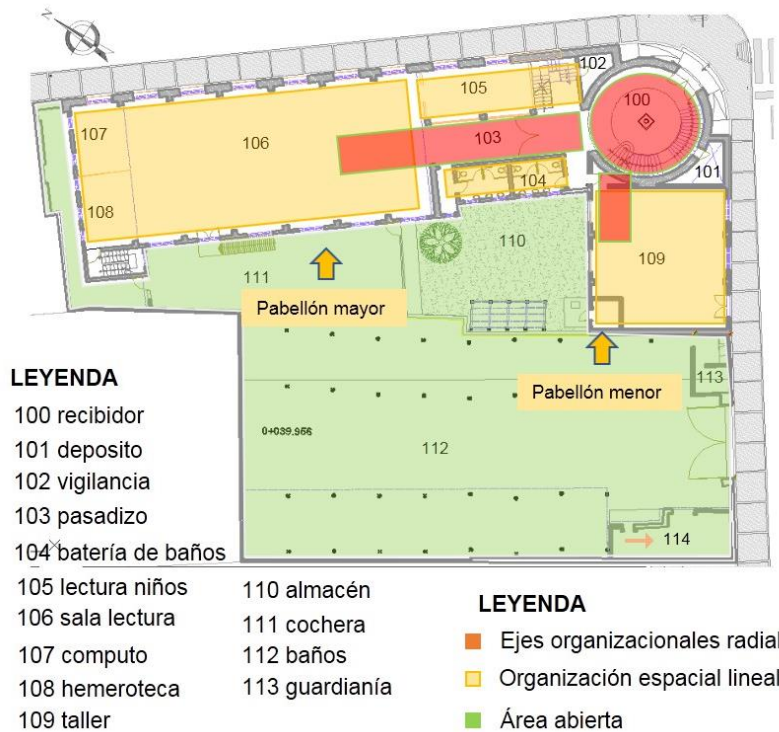 102
105
100
107
106
103
101
104
108
110
109
111
Pabellón mayor
Pabellón menor
113
0+039.956
112
114
LEYENDA
100 recibidor
101 deposito
102 vigilancia
103 pasadizo
104 batería de baños
105 lectura niños
106 sala lectura
107 computo
108 hemeroteca
109 taller
110 almacén
111 cochera
112 baños
113 guardianía
LEYENDA
Ejes organizacionales radial
Organización espacial lineal
Área abierta